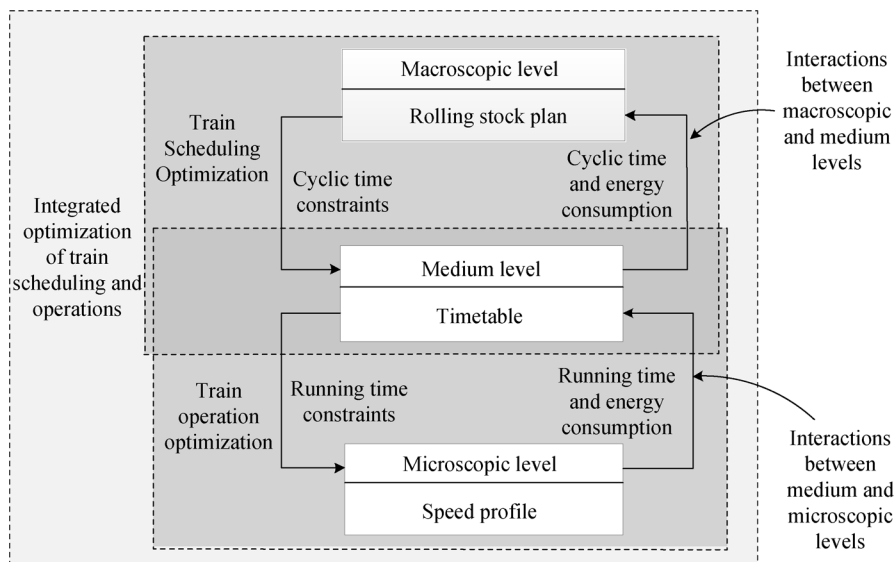 Macroscopic level
Rolling stock plan
Train
Scheduling
Optimization
Cyclic time
constraints
Cyclic time
and energy
consumption
Interactions
between
macroscopic
and medium
levels
Integrated
optimization
of train
scheduling and
operations
Medium level
Timetable
Train
operation
optimization
Running time
constraints
Running time
and energy
consumption
Microscopic level
Speed profile
Interactions
between
medium and
microscopic
levels